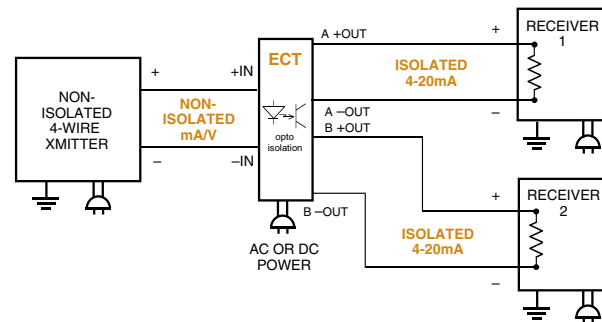 NON-
ISOLATED
4-WIRE
XMITTER
+
–
NON-
ISOLATED
mA/V
+IN
–IN
ECT
opto
isolation
AC OR DC
POWER
A +OUT
ISOLATED
4-20mA
A –OUT
B +OUT
B –OUT
ISOLATED
4-20mA
+
–
RECEIVER
1
+
–
RECEIVER
2